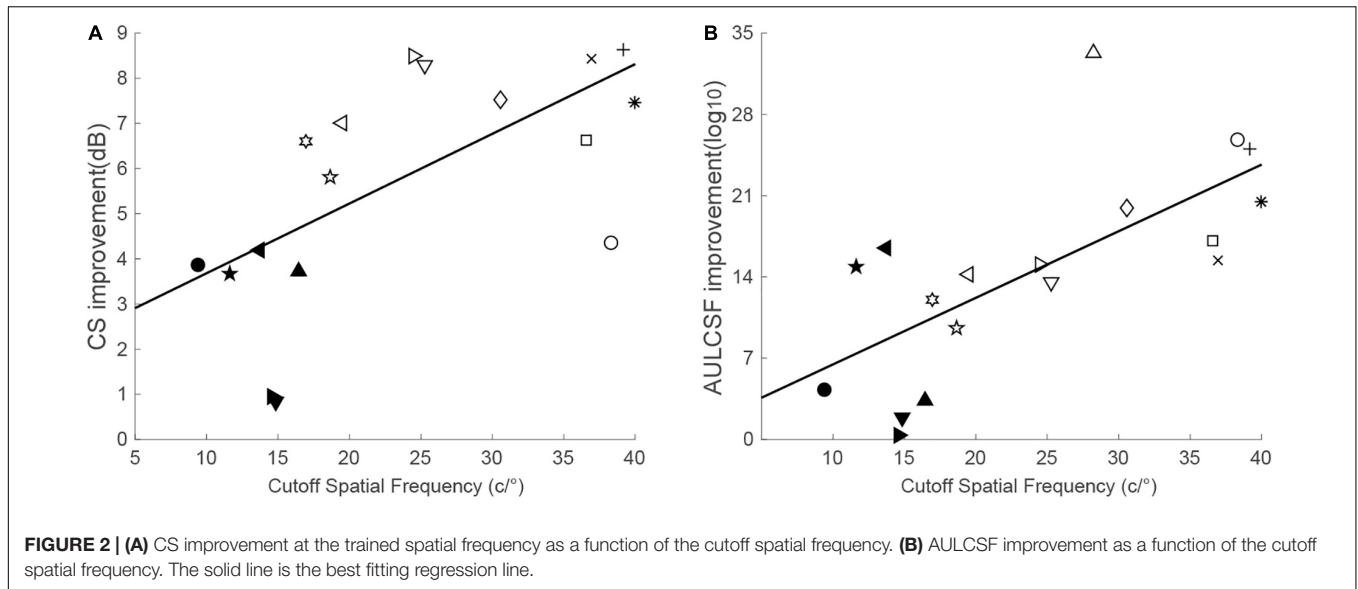 A
9
8
7
6
5
4
3
2
1
0
CS improvement(dB)
5 10 15 20 25 30 35 40
Cutoff Spatial Frequency (c/°)
B
35
28
21
14
7
0
AULCSF improvement(log10)
10 15 20 25 30 35 40
Cutoff Spatial Frequency (c/°)
FIGURE 2 | (A) CS improvement at the trained spatial frequency as a function of the cutoff spatial frequency. (B) AULCSF improvement as a function of the cutoff
spatial frequency. The solid line is the best fitting regression line.